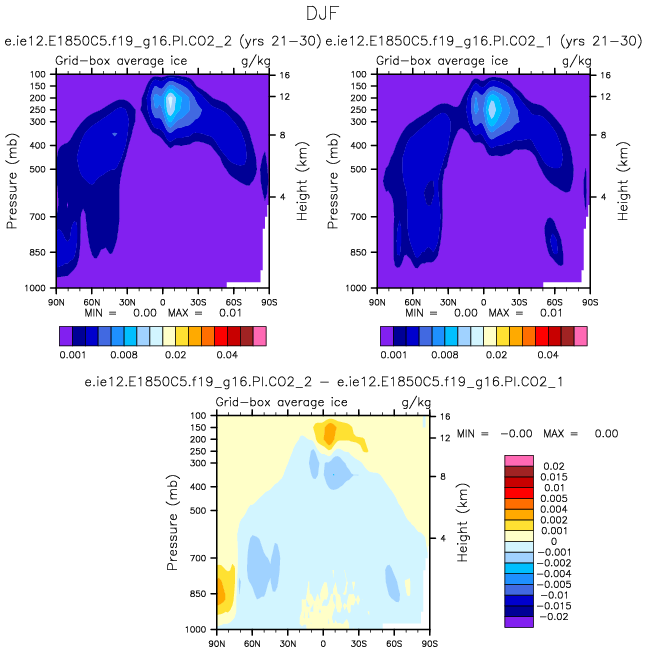 DJF
e.ie12.E1850C5.f19_g16.PI.CO2_2 (yrs 21-30) e.ie12.E1850C5.f19_g16.PI.CO2_1 (yrs 21-30)
Grid-box average ice g/kg Grid-box average ice g/kg
100 16 100 16
150 150
200 12 200 12
250 250
300 300
400 8 400 8
500 500
4 4
700 700
850 850
1000 1000
Pressure (mb) Height (km) Pressure (mb) Height (km)
90N 60N 30N 0 30S 60S 90S 90N 60N 30N 0 30S 60S 90S
MIN = 0.00 MAX = 0.01 MIN = 0.00 MAX = 0.01
0.001 0.008 0.02 0.04 0.001 0.008 0.02 0.04
e.ie12.E1850C5.f19_g16.PI.CO2_2 - e.ie12.E1850C5.f19_g16.PI.CO2_1
Grid-box average ice g/kg
100 16
150
200 12
250
300
400 8
500
4
700
850
1000
Pressure (mb) Height (km)
90N 60N 30N 0 30S 60S 90S
MIN = -0.00 MAX = 0.00
0.02
0.015
0.01
0.005
0.004
0.002
0.001
0
-0.001
-0.002
-0.004
-0.005
-0.01
-0.015
-0.02